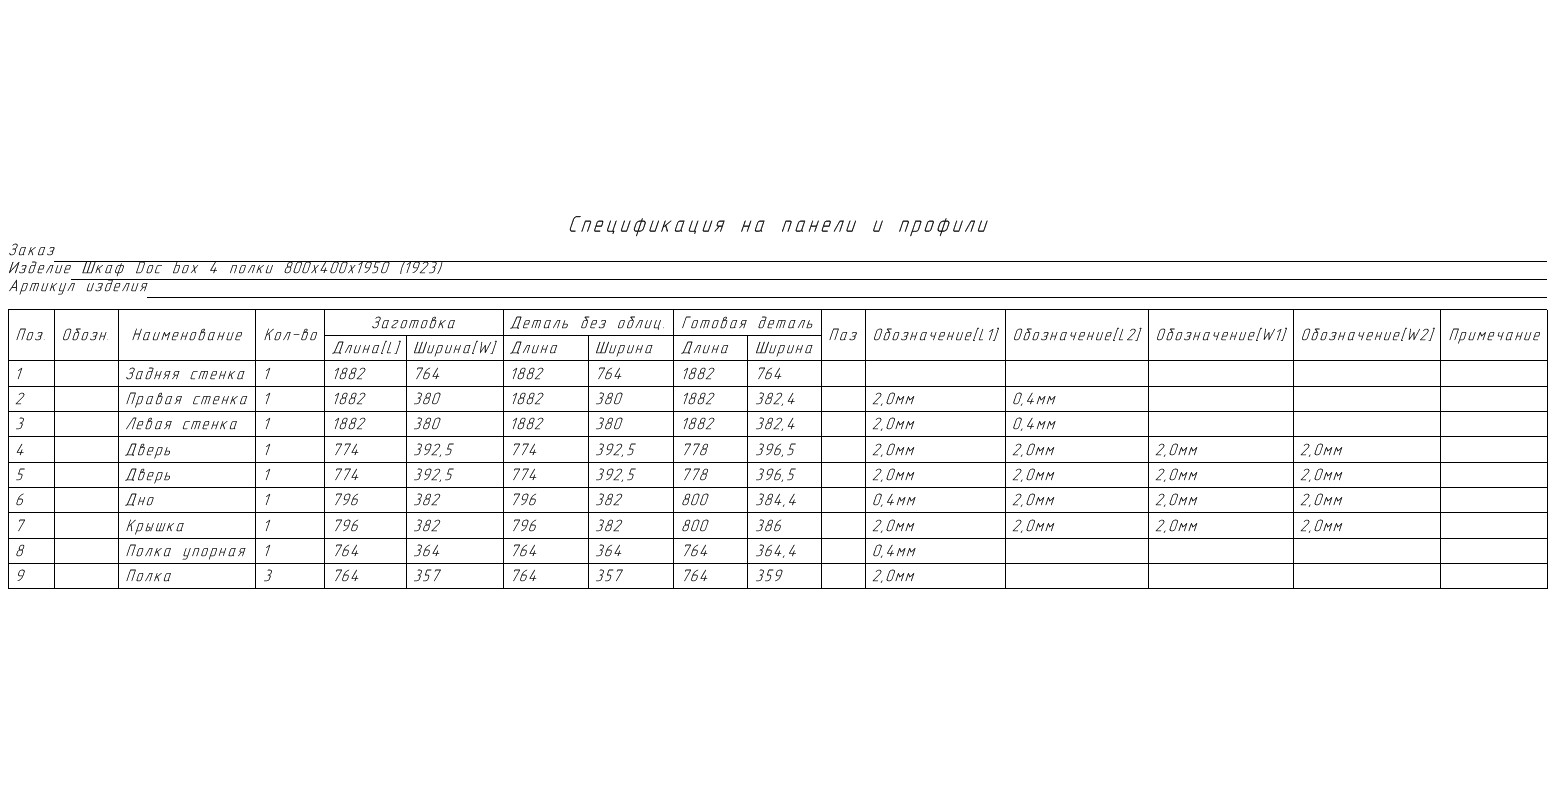 Спецификация на панели и профили
Заказ
Изделие Шкаф Doc box 4 полки 800х400х1950 (1923)
Артикул изделия
Поз. Обозн. Наименование Кол-во Заготовка Деталь без облиц. Готовая деталь Паз Обозначение[L1] Обозначение[L2] Обозначение[W1] Обозначение[W2] Примечание
Длина[L] Ширина[W] Длина Ширина Длина Ширина
1 Задняя стенка 1 1882 764 1882 764 1882 764
2 Правая стенка 1 1882 380 1882 380 1882 382,4 2,0мм 0,4мм
3 Левая стенка 1 1882 380 1882 380 1882 382,4 2,0мм 0,4мм
4 Дверь 1 774 392,5 774 392,5 778 396,5 2,0мм 2,0мм 2,0мм 2,0мм
5 Дверь 1 774 392,5 774 392,5 778 396,5 2,0мм 2,0мм 2,0мм 2,0мм
6 Дно 1 796 382 796 382 800 384,4 0,4мм 2,0мм 2,0мм 2,0мм
7 Крышка 1 796 382 796 382 800 386 2,0мм 2,0мм 2,0мм 2,0мм
8 Полка упорная 1 764 364 764 364 764 364,4 0,4мм
9 Полка 3 764 357 764 357 764 359 2,0мм